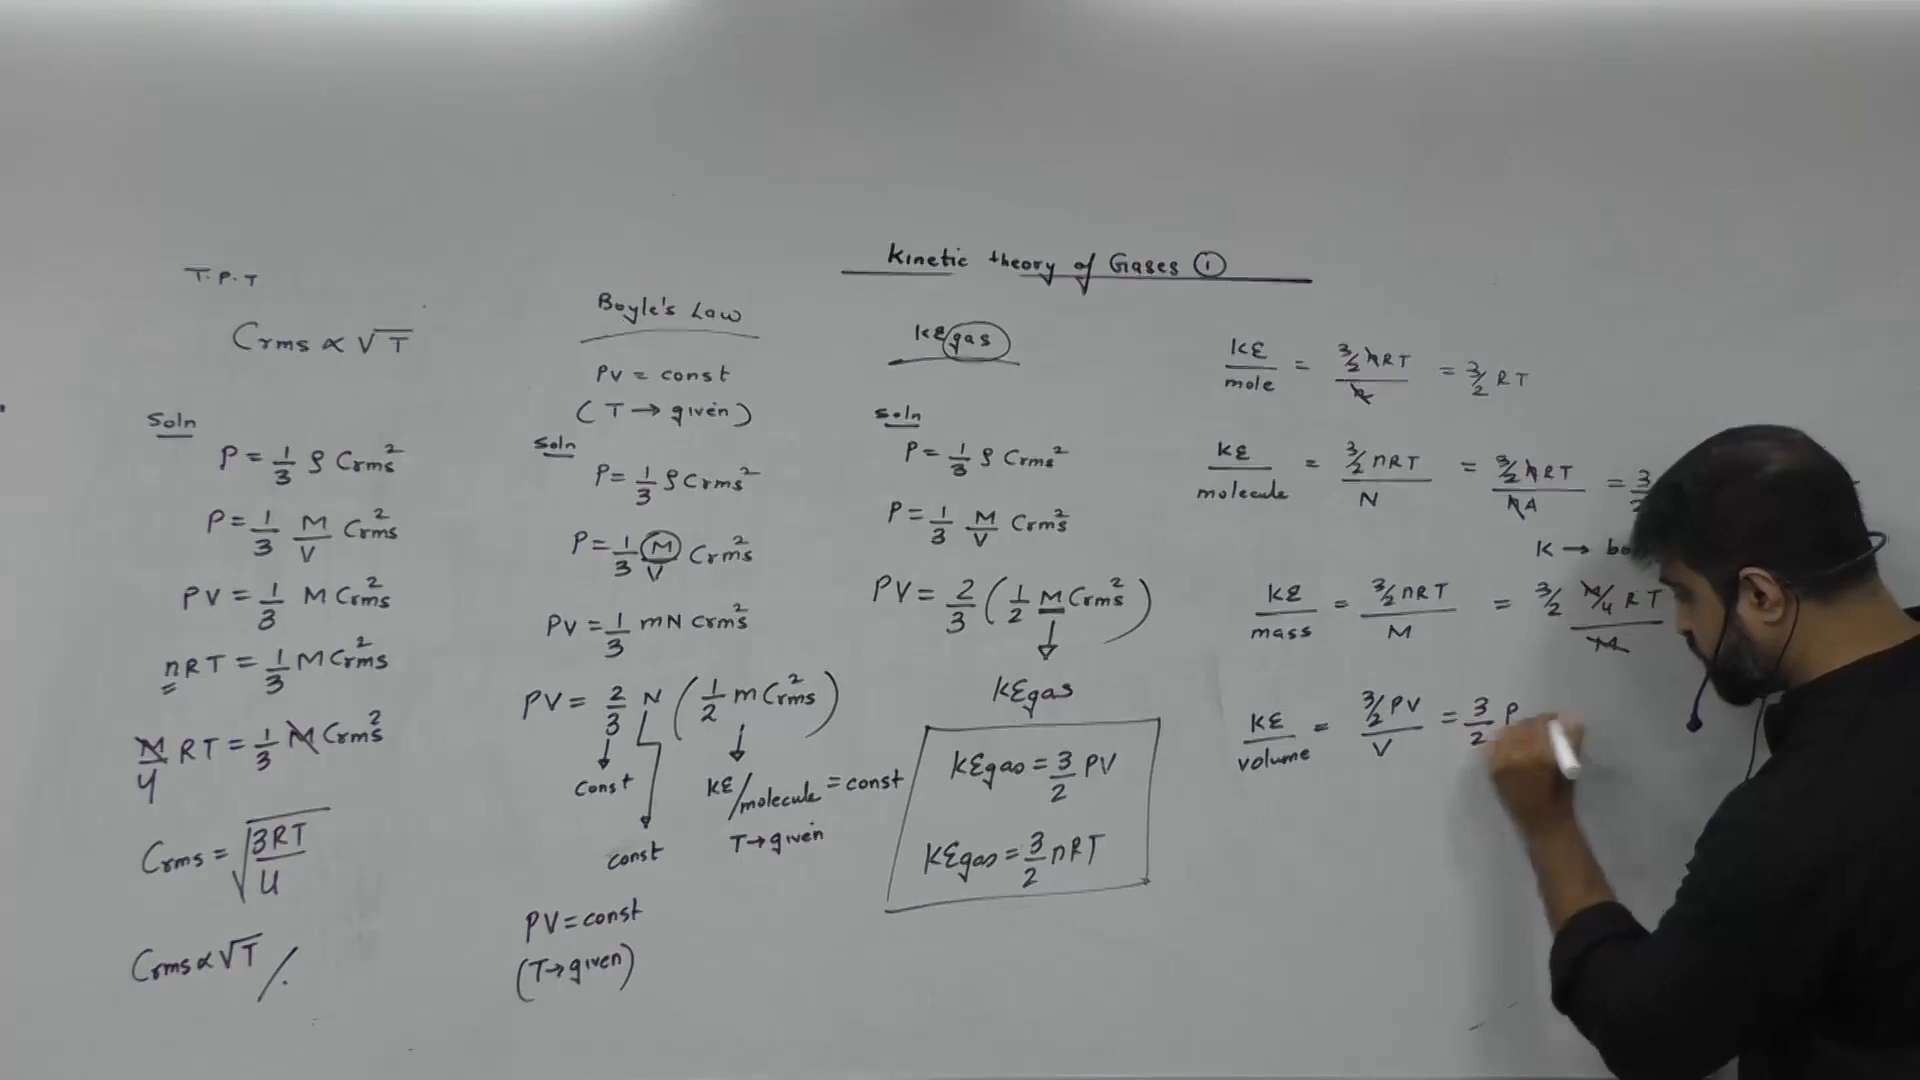 Kinetic theory of Gases ①
T.P.T
Crms ∝ √T
Soln
P = 1/3 ρ Crms²
P = 1/3 M/V Crms²
PV = 1/3 M Crms²
nRT = 1/3 M Crms²
M/4 RT = 1/3 M Crms²
Crms = √(3RT/U)
Crms ∝ √T /.
Boyle's Law
PV = const
(T → given)
Soln
P = 1/3 ρ Crms²
P = 1/3 M/V Crms²
PV = 1/3 mN Crms²
PV = 2/3 N (1/2 m Crms²)
const
const
KE/molecule = const
T → given
PV = const
(T → given)
KE gas
Soln
P = 1/3 ρ Crms²
P = 1/3 M/V Crms²
PV = 2/3 (1/2 M Crms²)
KEgas
KEgas = 3/2 PV
KEgas = 3/2 nRT
KE/mole = 3/2 nRT / n = 3/2 RT
KE/molecule = 3/2 nRT / N = 3/2 nRT / nA = 3
K →
KE/mass = 3/2 nRT / M = 3/2 M/4 RT / M
KE/volume = 3/2 PV / V = 3/2 P